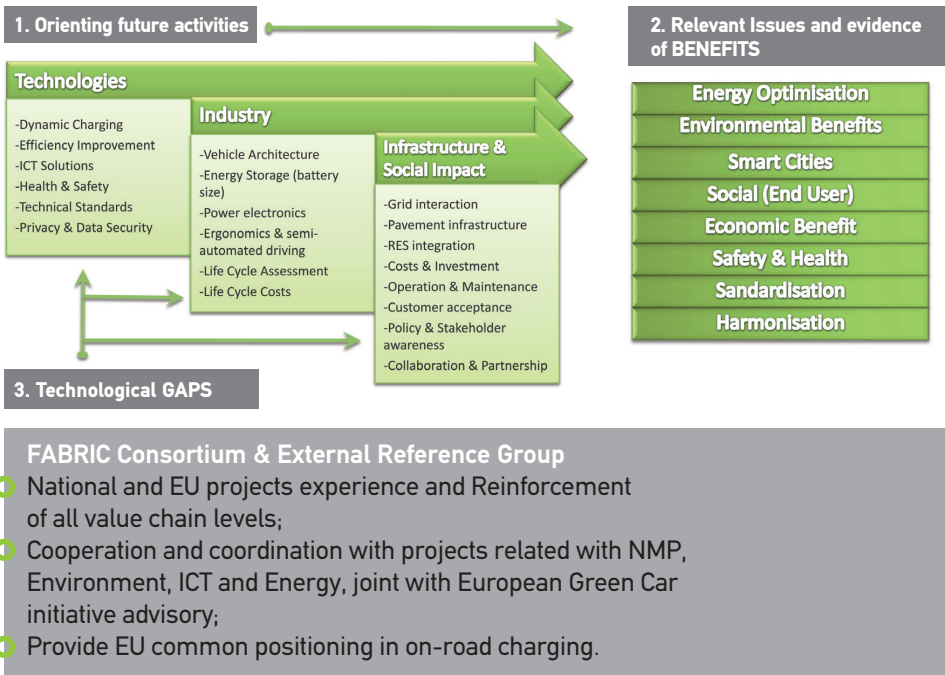 1. Orienting future activities
2. Relevant Issues and evidence
of BENEFITS
Technologies
-Dynamic Charging
-Efficiency Improvement
-ICT Solutions
-Health & Safety
-Technical Standards
-Privacy & Data Security
Industry
-Vehicle Architecture
-Energy Storage (battery
size)
-Power electronics
-Ergonomics & semi-
automated driving
-Life Cycle Assessment
-Life Cycle Costs
Infrastructure &
Social Impact
-Grid interaction
-Pavement infrastructure
-RES integration
-Costs & Investment
-Operation & Maintenance
-Customer acceptance
-Policy & Stakeholder
awareness
-Collaboration & Partnership
Energy Optimisation
Environmental Benefits
Smart Cities
Social (End User)
Economic Benefit
Safety & Health
Sandardisation
Harmonisation
3. Technological GAPS
FABRIC Consortium & External Reference Group
National and EU projects experience and Reinforcement
of all value chain levels;
Cooperation and coordination with projects related with NMP,
Environment, ICT and Energy, joint with European Green Car
initiative advisory;
Provide EU common positioning in on-road charging.